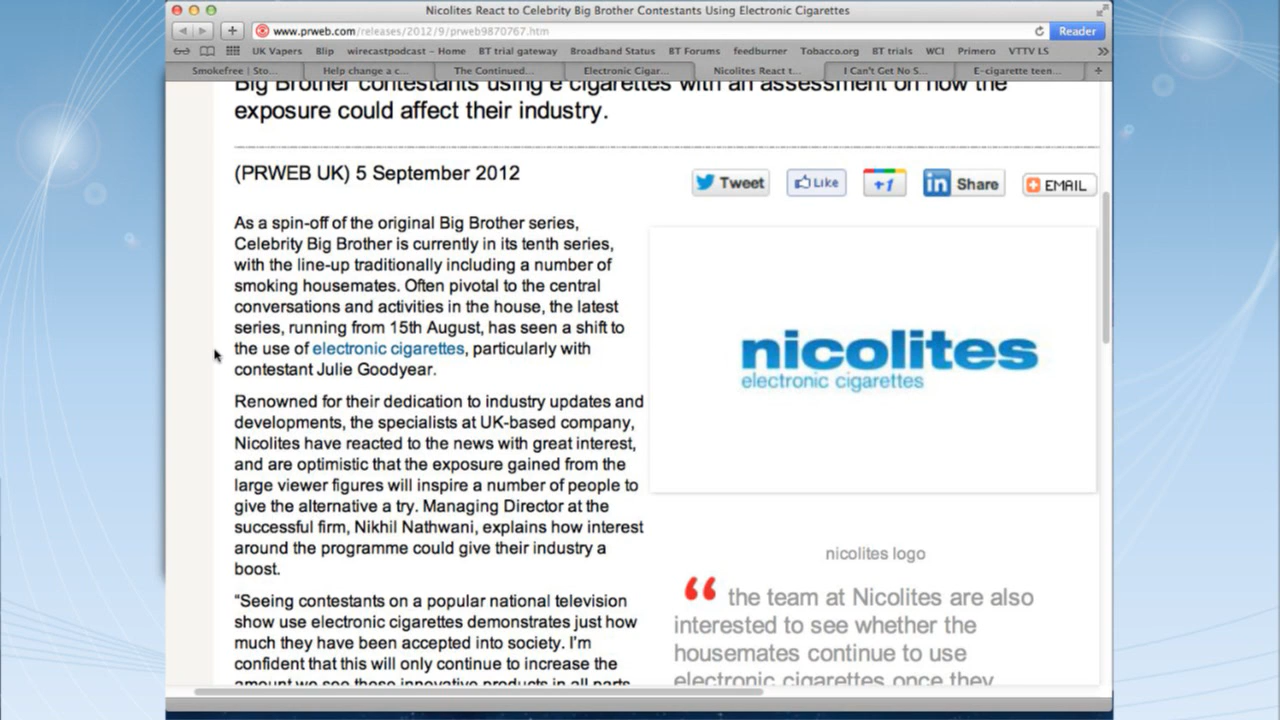 Nicolites React to Celebrity Big Brother Contestants Using Electronic Cigarettes
www.prweb.com/releases/2012/9/prweb9870767.htm
Reader
UK Vapers Blip wirecastpodcast – Home BT trial gateway Broadband Status BT Forums feedburner Tobacco.org BT trials WCI Primero VTTV LS
Smokefree | Sto... Help change a c... The Continued... Electronic Cigar... Nicolites React t... I Can't Get No S... E-cigarette teen...
Big Brother contestants using e cigarettes with an assessment on how the
exposure could affect their industry.
(PRWEB UK) 5 September 2012
Tweet Like +1 in Share EMAIL
As a spin-off of the original Big Brother series,
Celebrity Big Brother is currently in its tenth series,
with the line-up traditionally including a number of
smoking housemates. Often pivotal to the central
conversations and activities in the house, the latest
series, running from 15th August, has seen a shift to
the use of electronic cigarettes, particularly with
contestant Julie Goodyear.
Renowned for their dedication to industry updates and
developments, the specialists at UK-based company,
Nicolites have reacted to the news with great interest,
and are optimistic that the exposure gained from the
large viewer figures will inspire a number of people to
give the alternative a try. Managing Director at the
successful firm, Nikhil Nathwani, explains how interest
around the programme could give their industry a
boost.
“Seeing contestants on a popular national television
show use electronic cigarettes demonstrates just how
much they have been accepted into society. I'm
confident that this will only continue to increase the
amount we see these innovative products in all parts
nicolites
electronic cigarettes
nicolites logo
“ the team at Nicolites are also
interested to see whether the
housemates continue to use
electronic cigarettes once they